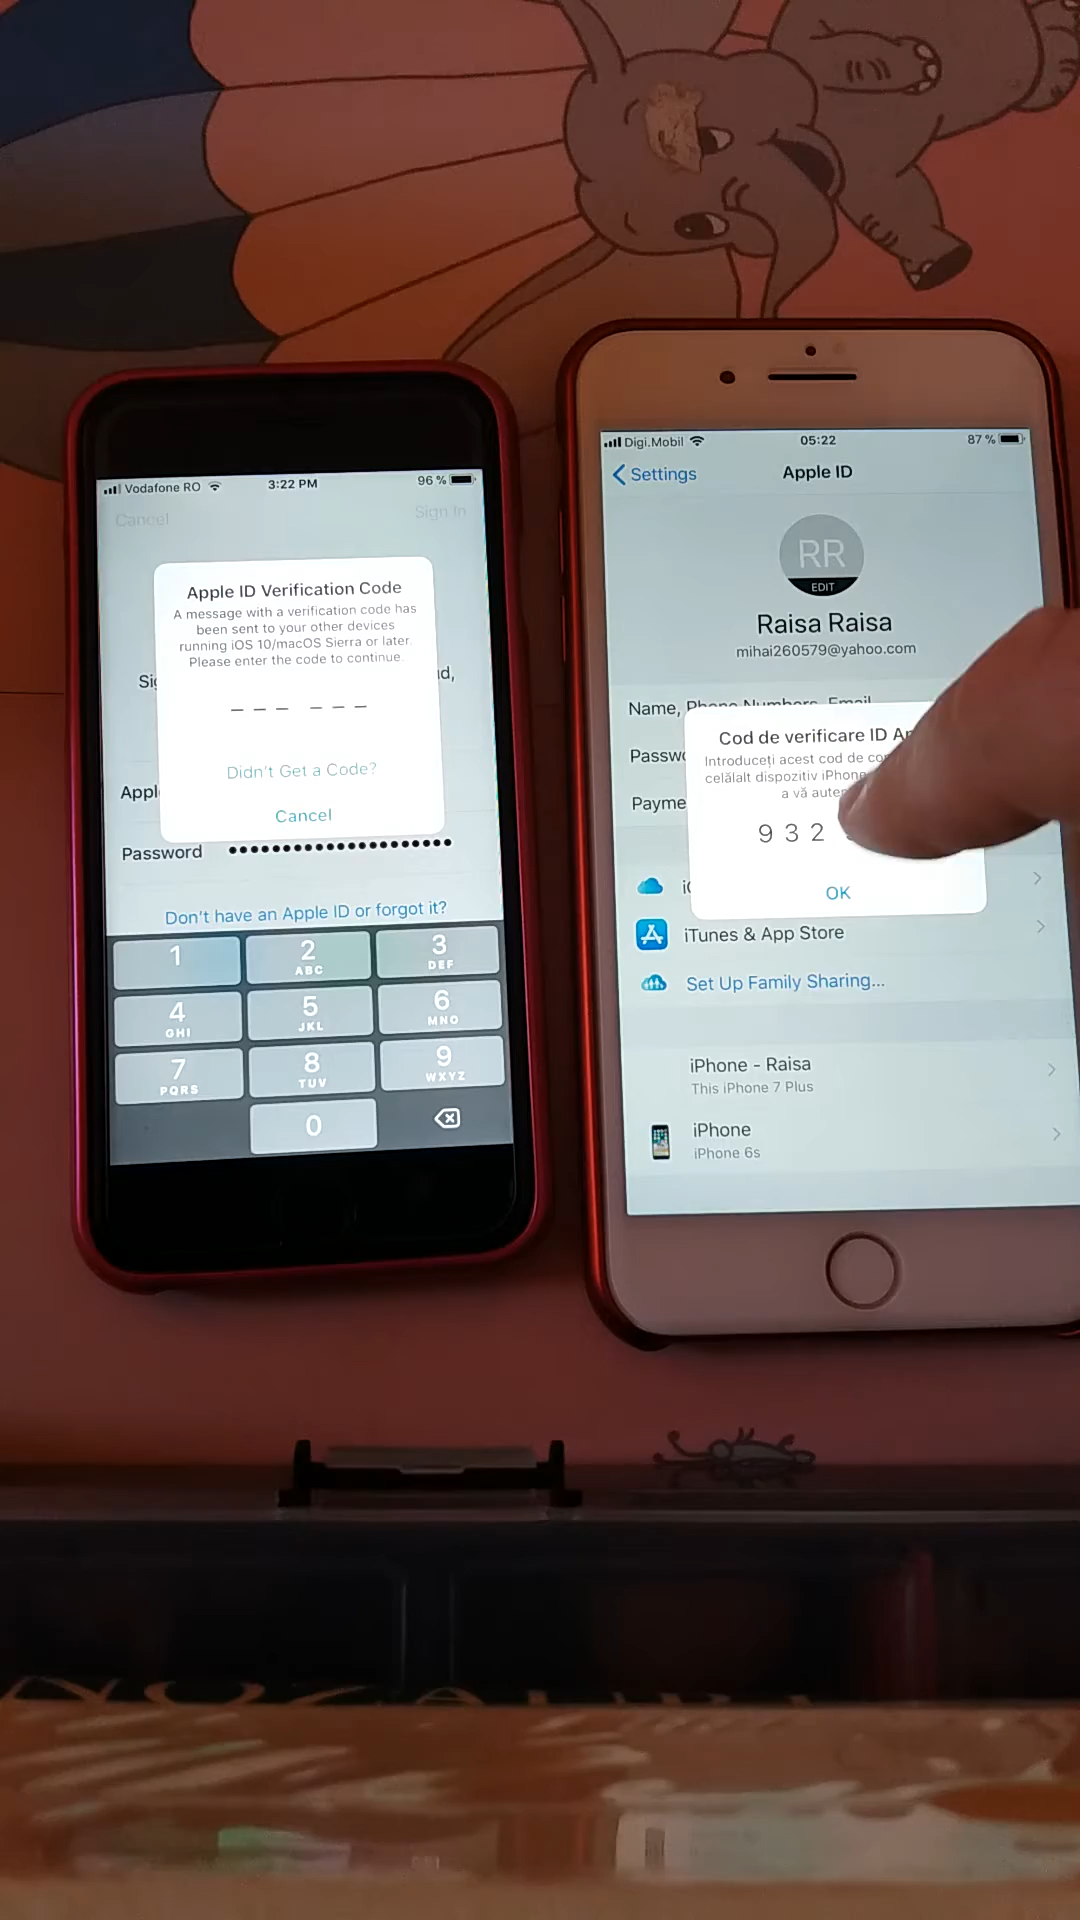 Vodafone RO
3:22 PM
96 %
Cancel
Sign In
Apple ID Verification Code
A message with a verification code has
been sent to your other devices
running iOS 10/macOS Sierra or later.
Please enter the code to continue.
Didn't Get a Code?
Cancel
Password
Don't have an Apple ID or forgot it?
1
2
ABC
3
DEF
4
GHI
5
JKL
6
MNO
7
PQRS
8
TUV
9
WXYZ
0
Digi.Mobil
05:22
87 %
Settings
Apple ID
RR
EDIT
Raisa Raisa
mihai260579@yahoo.com
Name, Phone Numbers, Email
Cod de verificare ID
Introduceți acest cod de
celălalt dispozitiv iPhone
a vă
9 3 2
OK
iTunes & App Store
Set Up Family Sharing...
iPhone - Raisa
This iPhone 7 Plus
iPhone
iPhone 6s